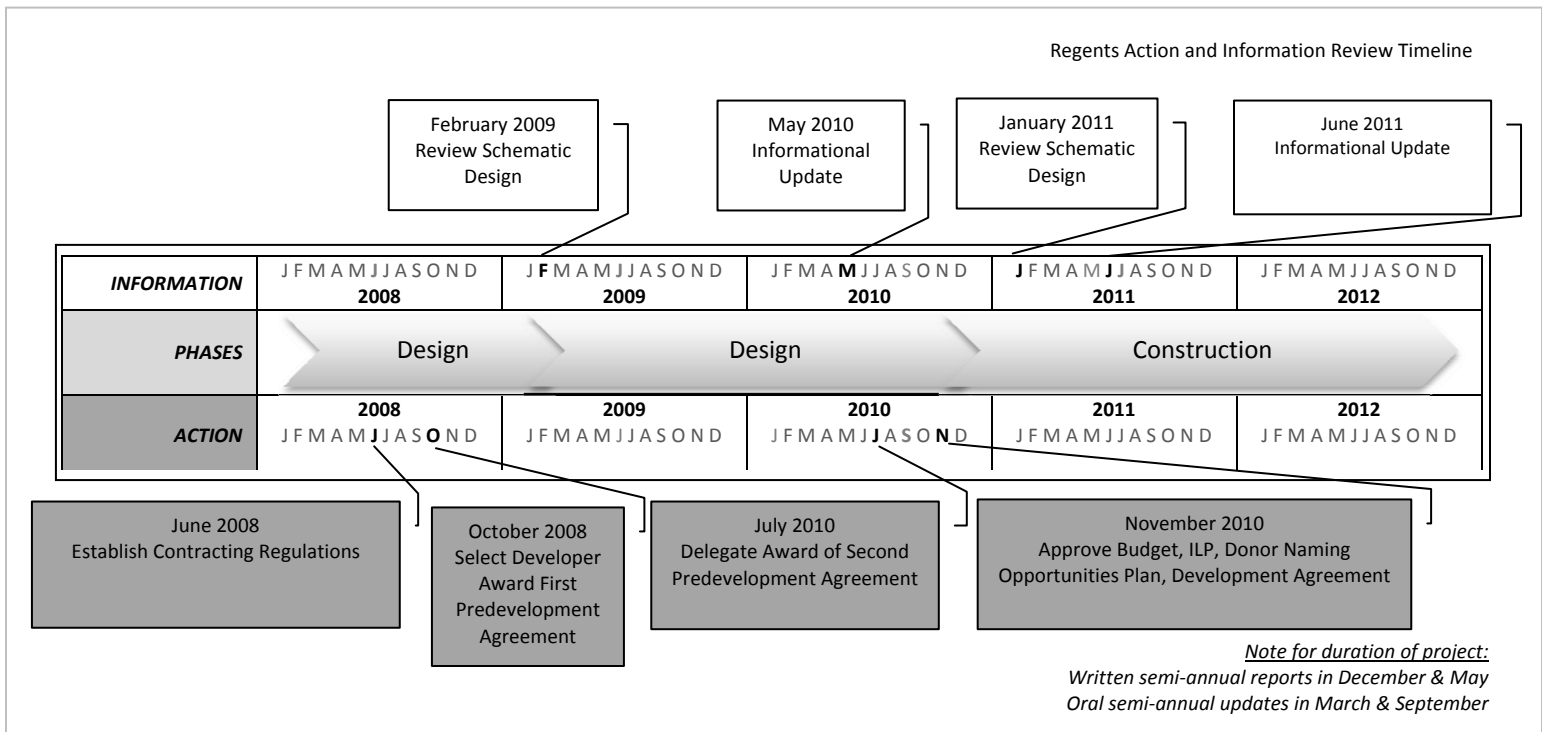 Regents Action and Information Review Timeline
February 2009
Review Schematic
Design
May 2010
Informational
Update
January 2011
Review Schematic
Design
June 2011
Informational Update
INFORMATION
J F M A M J J A S O N D
2008
J F M A M J J A S O N D
2009
J F M A M J J A S O N D
2010
J F M A M J J A S O N D
2011
J F M A M J J A S O N D
2012
PHASES
Design
Design
Construction
ACTION
2008
J F M A M J J A S O N D
2009
J F M A M J J A S O N D
2010
J F M A M J J A S O N D
2011
J F M A M J J A S O N D
2012
J F M A M J J A S O N D
June 2008
Establish Contracting Regulations
October 2008
Select Developer
Award First
Predevelopment
Agreement
July 2010
Delegate Award of Second
Predevelopment Agreement
November 2010
Approve Budget, ILP, Donor Naming
Opportunities Plan, Development Agreement
Note for duration of project:
Written semi-annual reports in December & May
Oral semi-annual updates in March & September